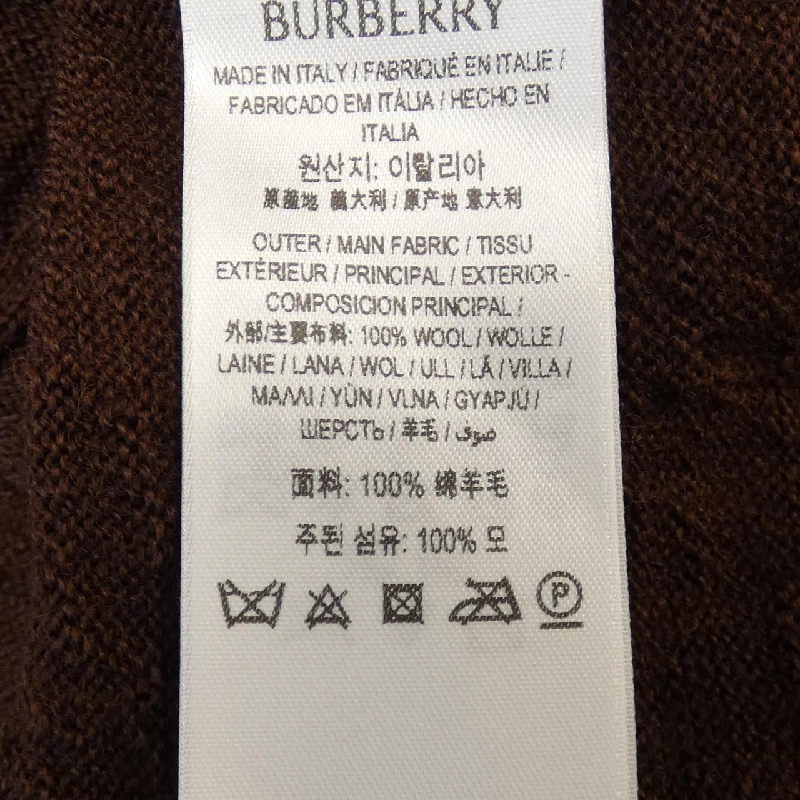 BURBERRY
MADE IN ITALY / FABRIQUÉ EN ITALIE /
FABRICADO EM ITÁLIA / HECHO EN
ITALIA
원산지: 이탈리아
原產地 義大利 / 原产地 意大利
OUTER / MAIN FABRIC / TISSU
EXTÉRIEUR / PRINCIPAL / EXTERIOR -
COMPOSICION PRINCIPAL /
外部/主要布料: 100% WOOL / WOLLE /
LAINE / LANA / WOL / ULL / LÃ / VILLA /
ΜΑΛΛΙ / YÜN / VLNA / GYAPJÚ /
ШЕРСТЬ / 羊毛 / صوف
面料: 100% 绵羊毛
주된 섬유: 100% 모
P